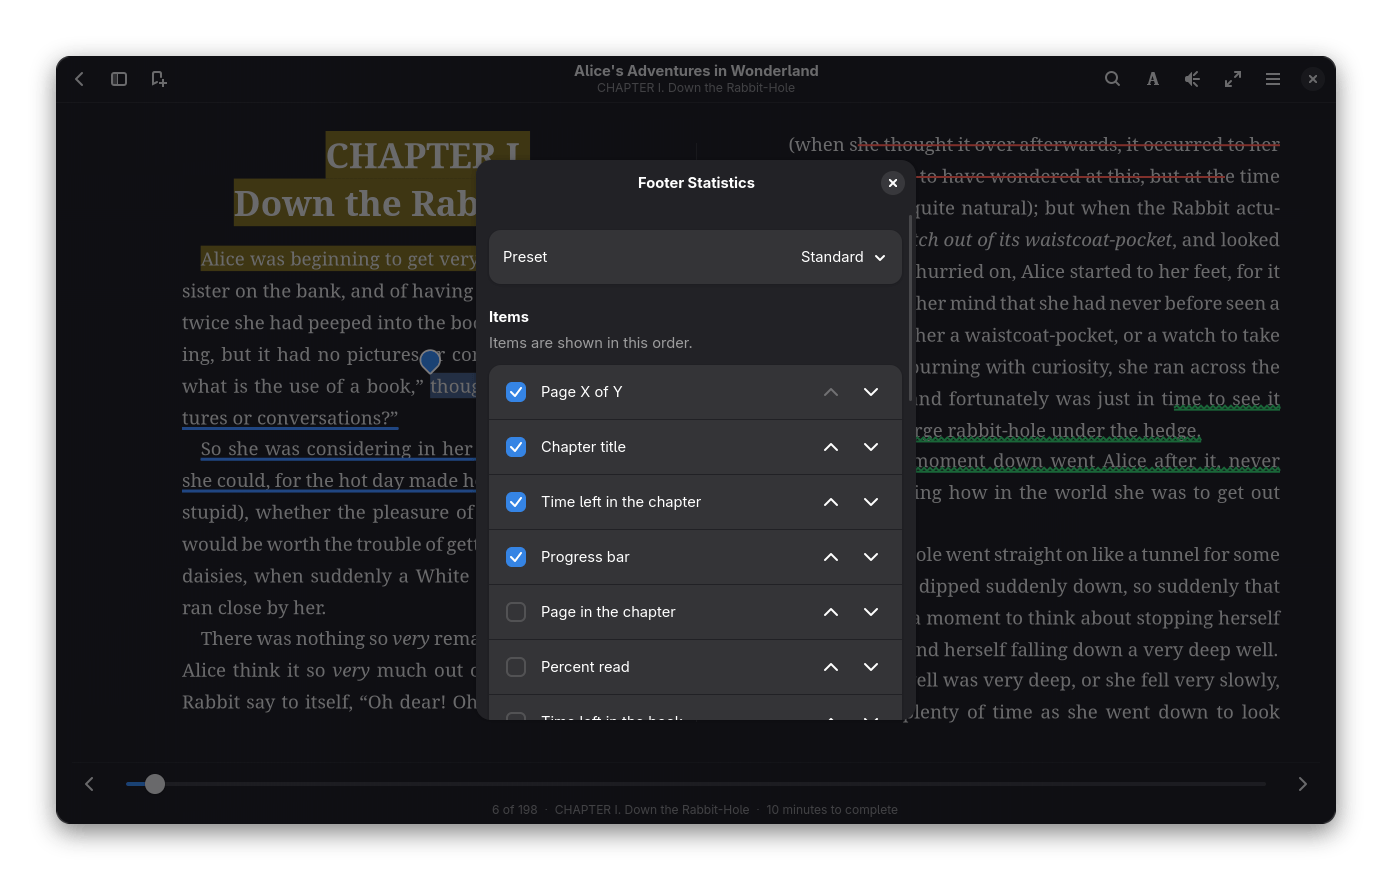 Alice's Adventures in Wonderland
CHAPTER I. Down the Rabbit-Hole
CHAPTER I
Down the Rab
Alice was beginning to get very
sister on the bank, and of having
twice she had peeped into the boo
ing, but it had no pictures or con
what is the use of a book,” thoug
tures or conversations?”
So she was considering in her
she could, for the hot day made h
stupid), whether the pleasure of
would be worth the trouble of gett
daisies, when suddenly a White
ran close by her.
There was nothing so very rema
Alice think it so very much out o
Rabbit say to itself, “Oh dear! Oh
(when she thought it over afterwards, it occurred to her
to have wondered at this, but at the time
quite natural); but when the Rabbit actu-
tch out of its waistcoat-pocket, and looked
hurried on, Alice started to her feet, for it
her mind that she had never before seen a
her a waistcoat-pocket, or a watch to take
burning with curiosity, she ran across the
nd fortunately was just in time to see it
rge rabbit-hole under the hedge.
moment down went Alice after it, never
ing how in the world she was to get out
ole went straight on like a tunnel for some
dipped suddenly down, so suddenly that
a moment to think about stopping herself
nd herself falling down a very deep well.
ell was very deep, or she fell very slowly,
plenty of time as she went down to look
Footer Statistics
Preset
Standard
Items
Items are shown in this order.
Page X of Y
Chapter title
Time left in the chapter
Progress bar
Page in the chapter
Percent read
Time left in the book
6 of 198 · CHAPTER I. Down the Rabbit-Hole · 10 minutes to complete